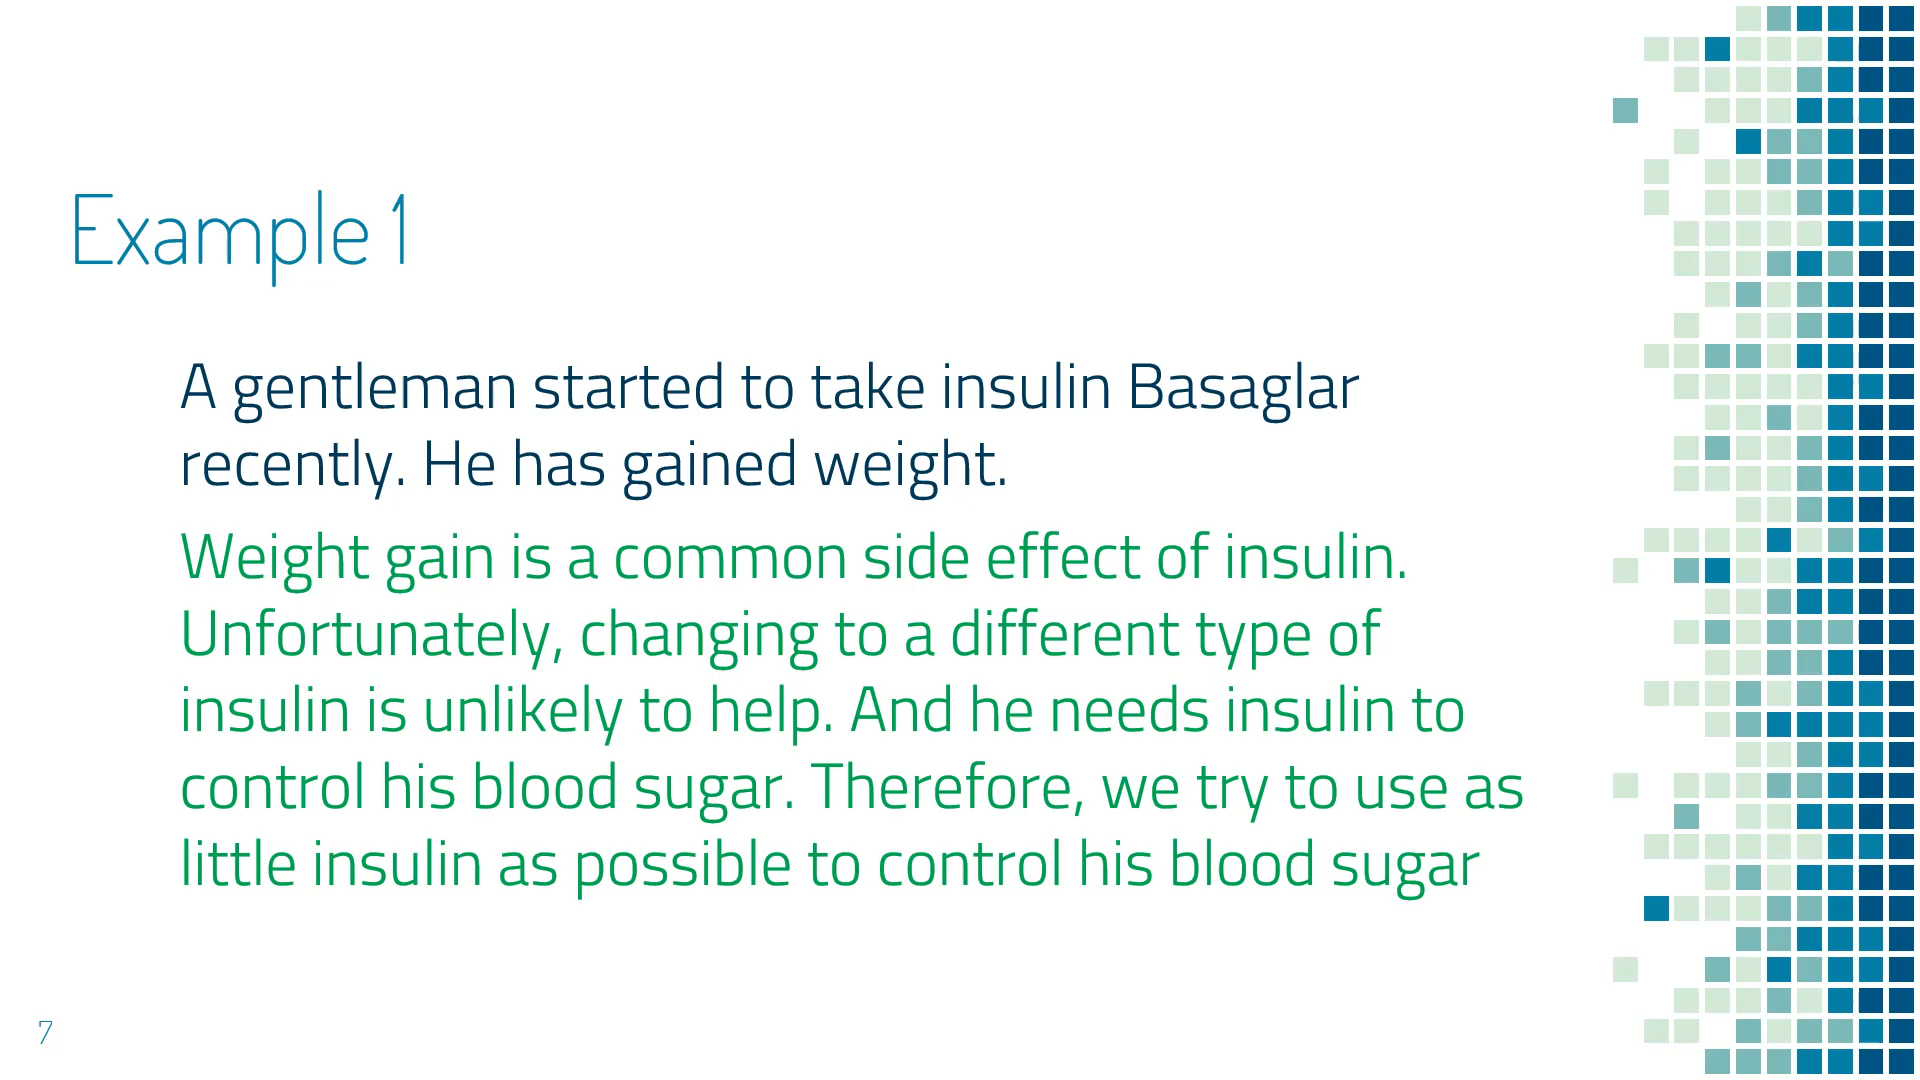 Example 1
A gentleman started to take insulin Basaglar
recently. He has gained weight.
Weight gain is a common side effect of insulin.
Unfortunately, changing to a different type of
insulin is unlikely to help. And he needs insulin to
control his blood sugar. Therefore, we try to use as
little insulin as possible to control his blood sugar
7